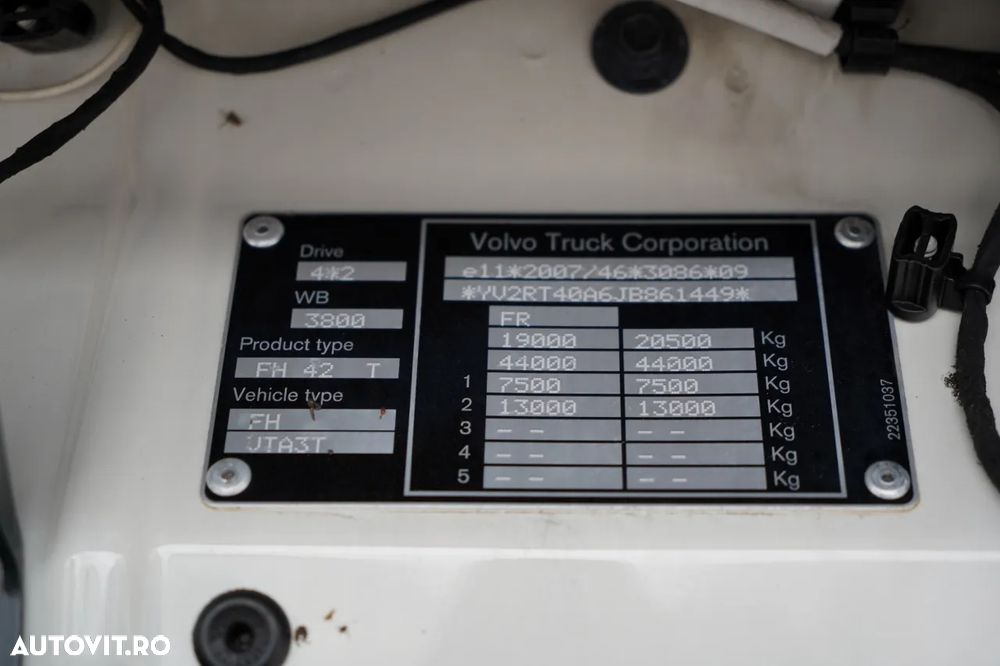 Drive
4*2
WB
3800
Product type
FH 42 T
Vehicle type
FH
VTA3T
Volvo Truck Corporation
e11*2007/46*3086*09
*YV2RT40A6JB861449*
FR
19000 20500 Kg
44000 44000 Kg
1 7500 7500 Kg
2 13000 13000 Kg
3 -- -- Kg
4 -- -- Kg
5 -- -- Kg
22351037
AUTOVIT.RO